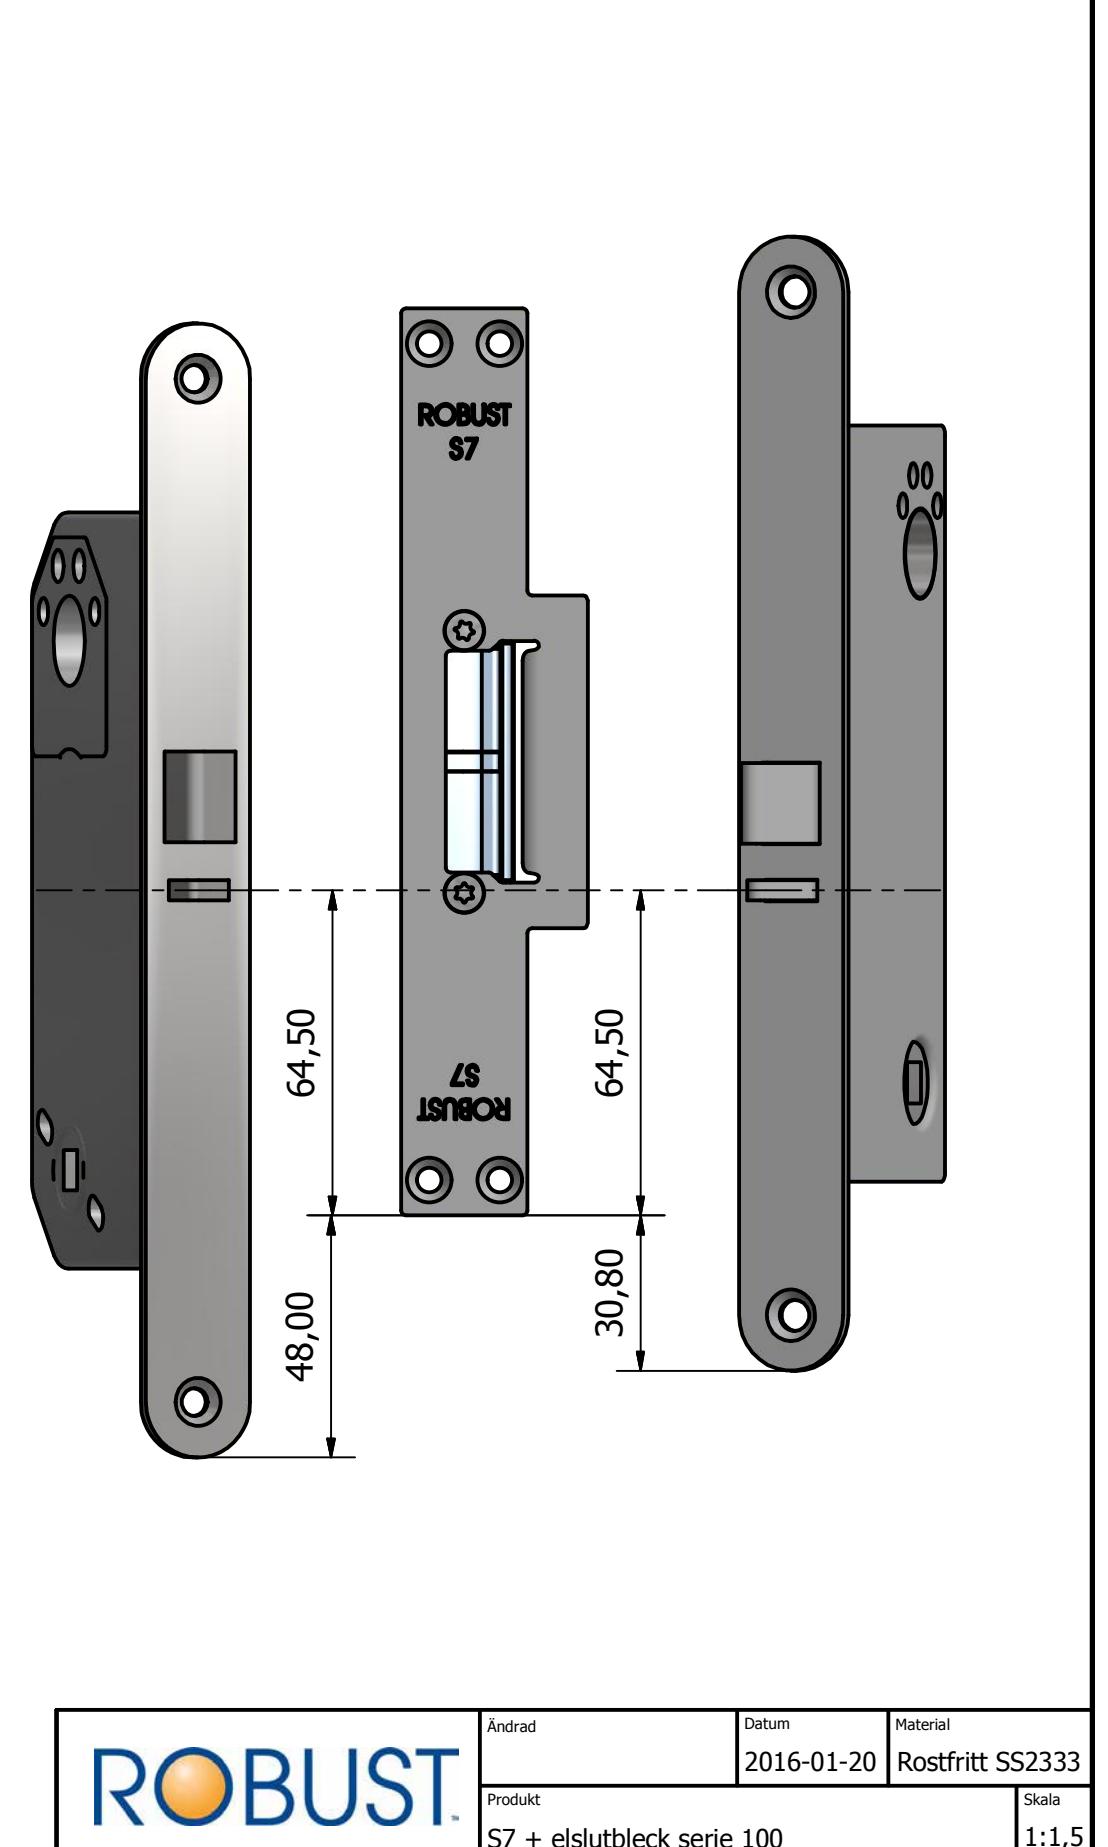 ROBUST
S7
64,50
64,50
S7
ROBUST
48,00
30,80
ROBUST™
Ändrad
Datum
2016-01-20
Material
Rostfritt SS2333
Produkt
S7 + elslutbleck serie 100
Skala
1:1,5